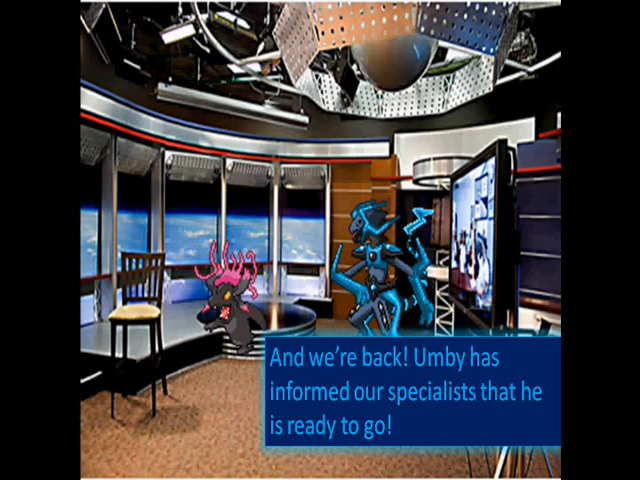 And we're back! Umby has
informed our specialists that he
is ready to go!